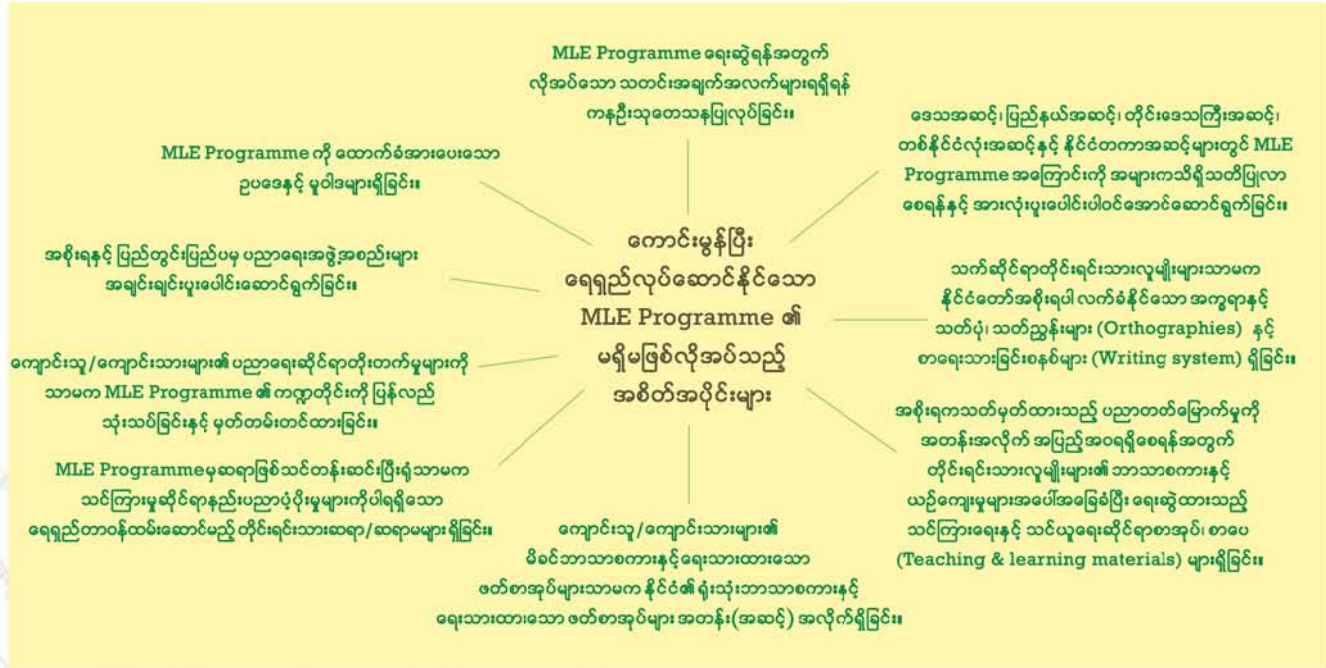 MLE Programme ရေးဆွဲရန်အတွက်
လိုအပ်သော သတင်းအချက်အလက်များရရှိရန်
ကနဦးသုတေသနပြုလုပ်ခြင်း။
ဒေသအဆင့်၊ ပြည်နယ်အဆင့်၊ တိုင်းဒေသကြီးအဆင့်၊
တစ်နိုင်ငံလုံးအဆင့်နှင့် နိုင်ငံတကာအဆင့်များတွင် MLE
Programme အကြောင်းကို အများကသိရှိသတိပြုလာ
စေရန်နှင့် အားလုံးပူးပေါင်းပါဝင်အောင်ဆောင်ရွက်ခြင်း။
သက်ဆိုင်ရာတိုင်းရင်းသားလူမျိုးများသာမက
နိုင်ငံတော်အစိုးရပါ လက်ခံနိုင်သော အက္ခရာနှင့်
သတ်ပုံ၊ သတ်ညွှန်းများ (Orthographies) နှင့်
စာရေးသားခြင်းစနစ်များ (Writing system) ရှိခြင်း။
အစိုးရကသတ်မှတ်ထားသည့် ပညာတတ်မြောက်မှုကို
အတန်းအလိုက် အပြည့်အဝရရှိစေရန်အတွက်
တိုင်းရင်းသားလူမျိုးများ၏ ဘာသာစကားနှင့်
ယဉ်ကျေးမှုများအပေါ်အခြေခံပြီး ရေးဆွဲထားသည့်
သင်ကြားရေးနှင့် သင်ယူရေးဆိုင်ရာစာအုပ်၊ စာပေ
(Teaching & learning materials) များရှိခြင်း။
ကျောင်းသူ/ကျောင်းသားများ၏
မိခင်ဘာသာစကားနှင့်ရေးသားထားသော
ဖတ်စာအုပ်များသာမက နိုင်ငံ၏ ရုံးသုံးဘာသာစကားနှင့်
ရေးသားထားသော ဖတ်စာအုပ်များ အတန်း(အဆင့်) အလိုက်ရှိခြင်း။
MLE Programmeမှဆရာဖြစ်သင်တန်းဆင်းပြီးရုံသာမက
သင်ကြားမှုဆိုင်ရာနည်းပညာပံ့ပိုးမှုများကိုပါရရှိသော
ရေရှည်တာဝန်ထမ်းဆောင်မည့် တိုင်းရင်းသားဆရာ/ဆရာမများရှိခြင်း။
ကျောင်းသူ/ကျောင်းသားများ၏ ပညာရေးဆိုင်ရာတိုးတက်မှုများကို
သာမက MLE Programme ၏ ကဏ္ဍတိုင်းကို ပြန်လည်
သုံးသပ်ခြင်းနှင့် မှတ်တမ်းတင်ထားခြင်း။
အစိုးရနှင့် ပြည်တွင်းပြည်ပမှ ပညာရေးအဖွဲ့အစည်းများ
အချင်းချင်းပူးပေါင်းဆောင်ရွက်ခြင်း။
MLE Programme ကို ထောက်ခံအားပေးသော
ဥပဒေနှင့် မူဝါဒများရှိခြင်း။
ကောင်းမွန်ပြီး
ရေရှည်လုပ်ဆောင်နိုင်သော
MLE Programme ၏
မရှိမဖြစ်လိုအပ်သည့်
အစိတ်အပိုင်းများ